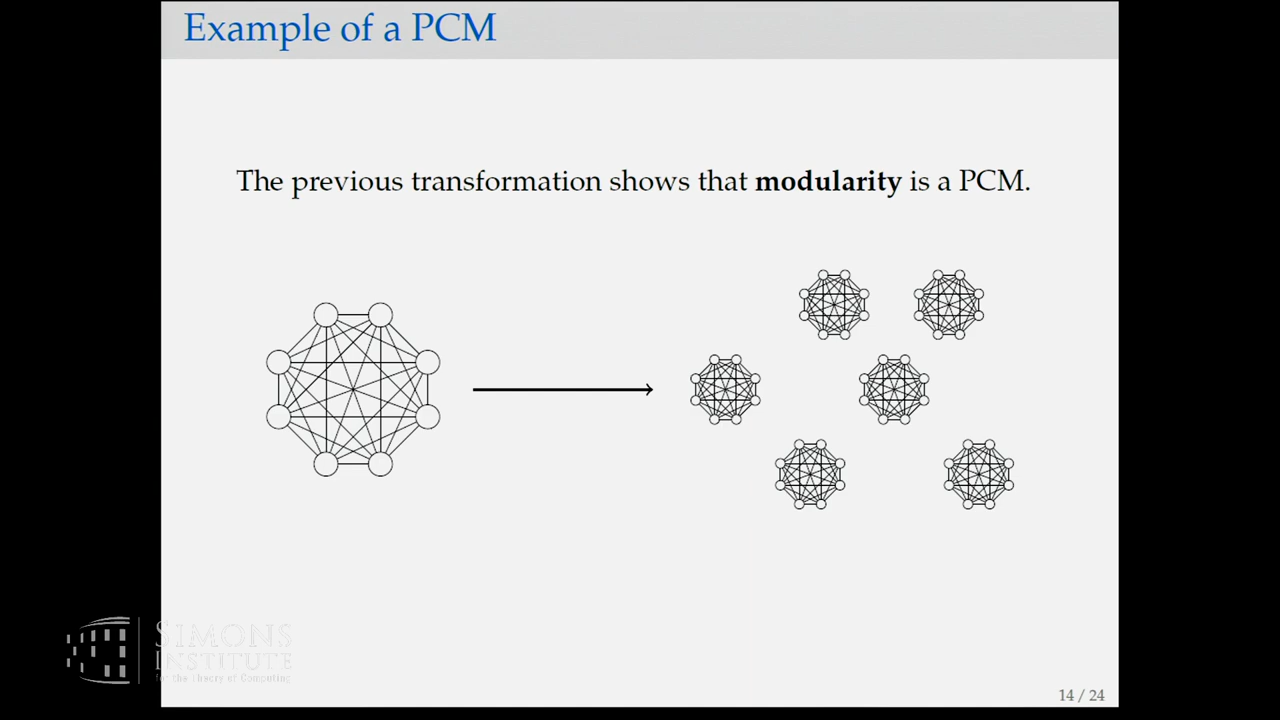 Example of a PCM
The previous transformation shows that modularity is a PCM.
SIMONS
INSTITUTE
for the Theory of Computing
14 / 24